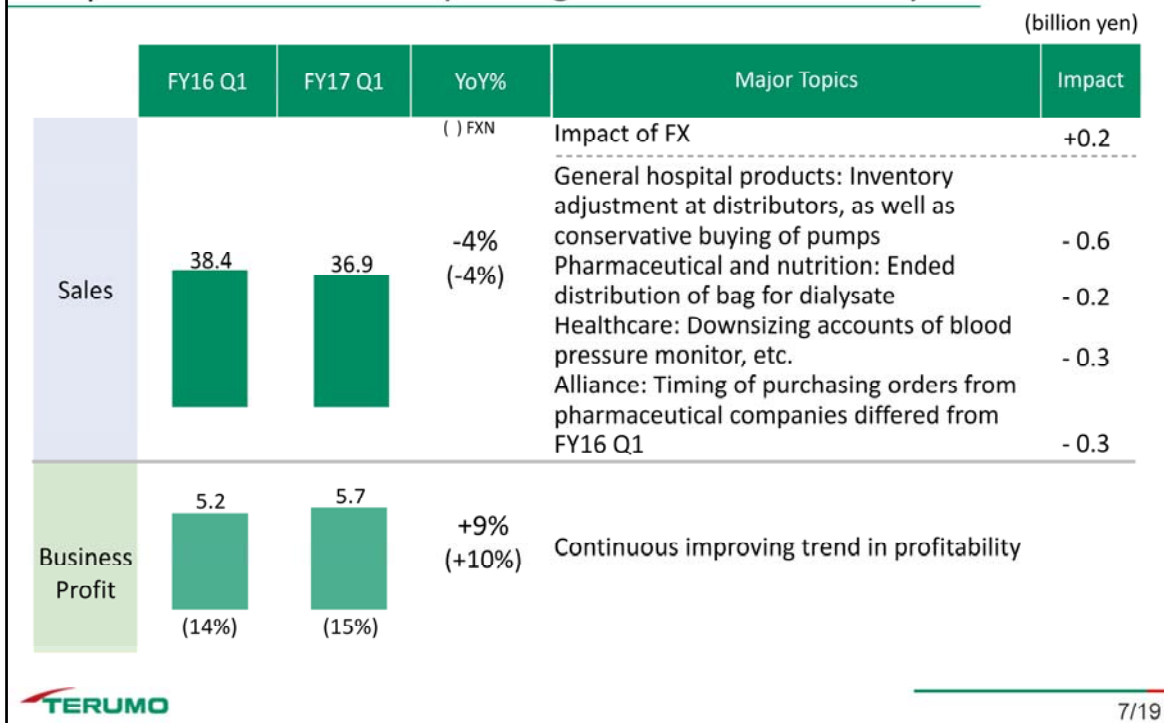 (billion yen)
FY16 Q1 FY17 Q1 YoY% Major Topics Impact
( ) FXN
Impact of FX +0.2
General hospital products: Inventory
adjustment at distributors, as well as
conservative buying of pumps - 0.6
Pharmaceutical and nutrition: Ended
distribution of bag for dialysate - 0.2
Healthcare: Downsizing accounts of blood
pressure monitor, etc. - 0.3
Alliance: Timing of purchasing orders from
pharmaceutical companies differed from
FY16 Q1 - 0.3
Sales
38.4 36.9
-4%
(-4%)
Business
Profit
5.2 5.7
(14%) (15%)
+9%
(+10%)
Continuous improving trend in profitability
TERUMO
7/19